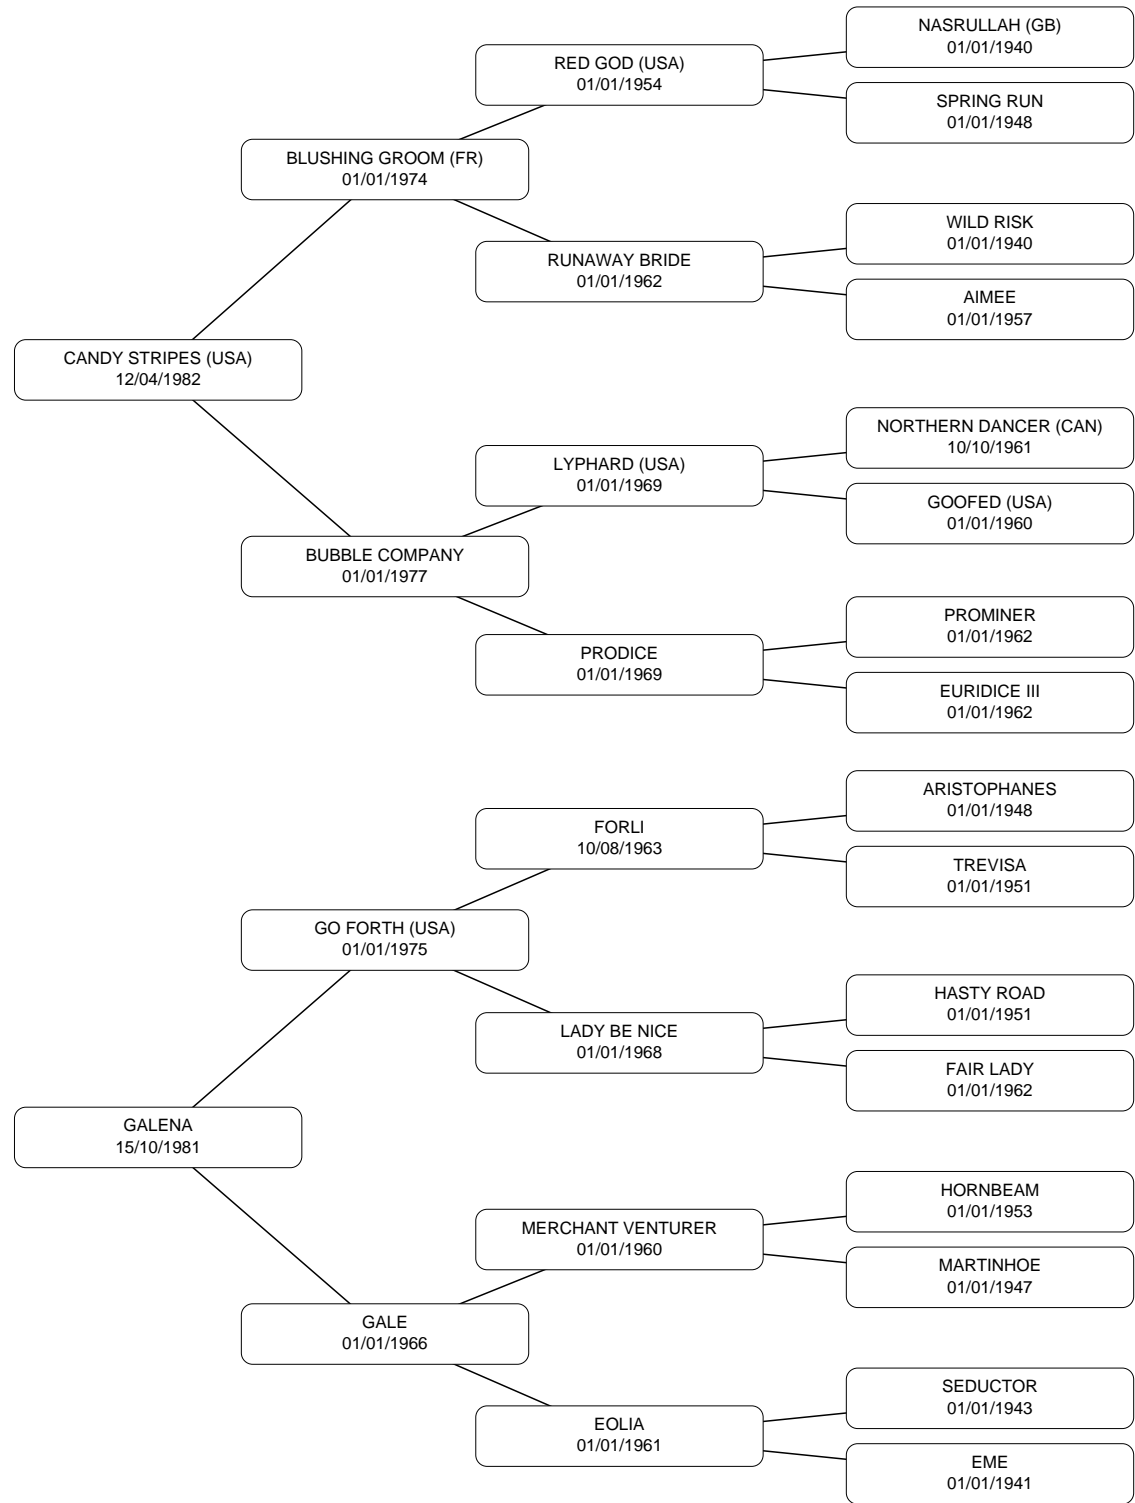 NASRULLAH (GB)
01/01/1940
RED GOD (USA)
01/01/1954
SPRING RUN
01/01/1948
BLUSHING GROOM (FR)
01/01/1974
WILD RISK
01/01/1940
RUNAWAY BRIDE
01/01/1962
AIMEE
01/01/1957
CANDY STRIPES (USA)
12/04/1982
NORTHERN DANCER (CAN)
10/10/1961
LYPHARD (USA)
01/01/1969
GOOFED (USA)
01/01/1960
BUBBLE COMPANY
01/01/1977
PROMINER
01/01/1962
PRODICE
01/01/1969
EURIDICE III
01/01/1962
ARISTOPHANES
01/01/1948
FORLI
10/08/1963
TREVISA
01/01/1951
GO FORTH (USA)
01/01/1975
HASTY ROAD
01/01/1951
LADY BE NICE
01/01/1968
FAIR LADY
01/01/1962
GALENA
15/10/1981
HORNBEAM
01/01/1953
MERCHANT VENTURER
01/01/1960
MARTINHOE
01/01/1947
GALE
01/01/1966
SEDUCTOR
01/01/1943
EOLIA
01/01/1961
EME
01/01/1941